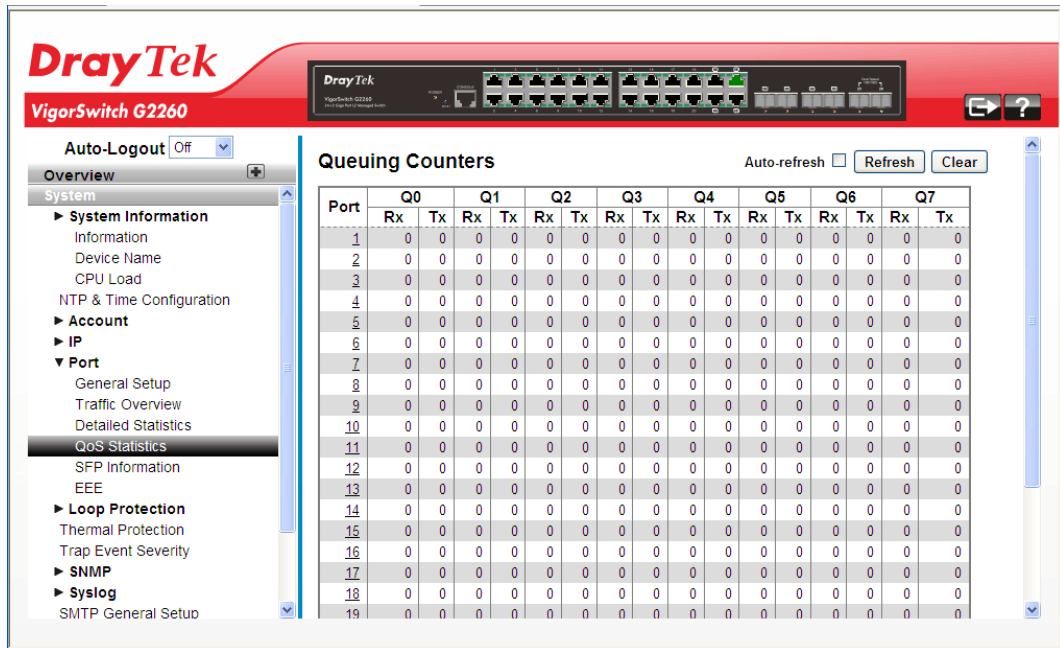 DrayTek
VigorSwitch G2260
DrayTek
VigorSwitch G2260
Auto-Logout Off
Overview
System
System Information
Information
Device Name
CPU Load
NTP & Time Configuration
Account
IP
Port
General Setup
Traffic Overview
Detailed Statistics
QoS Statistics
SFP Information
EEE
Loop Protection
Thermal Protection
Trap Event Severity
SNMP
Syslog
SMTP General Setup
Queuing Counters
Auto-refresh Refresh Clear
Port Q0 Q1 Q2 Q3 Q4 Q5 Q6 Q7
Rx Tx Rx Tx Rx Tx Rx Tx Rx Tx Rx Tx Rx Tx Rx Tx
1 0 0 0 0 0 0 0 0 0 0 0 0 0 0 0 0
2 0 0 0 0 0 0 0 0 0 0 0 0 0 0 0 0
3 0 0 0 0 0 0 0 0 0 0 0 0 0 0 0 0
4 0 0 0 0 0 0 0 0 0 0 0 0 0 0 0 0
5 0 0 0 0 0 0 0 0 0 0 0 0 0 0 0 0
6 0 0 0 0 0 0 0 0 0 0 0 0 0 0 0 0
7 0 0 0 0 0 0 0 0 0 0 0 0 0 0 0 0
8 0 0 0 0 0 0 0 0 0 0 0 0 0 0 0 0
9 0 0 0 0 0 0 0 0 0 0 0 0 0 0 0 0
10 0 0 0 0 0 0 0 0 0 0 0 0 0 0 0 0
11 0 0 0 0 0 0 0 0 0 0 0 0 0 0 0 0
12 0 0 0 0 0 0 0 0 0 0 0 0 0 0 0 0
13 0 0 0 0 0 0 0 0 0 0 0 0 0 0 0 0
14 0 0 0 0 0 0 0 0 0 0 0 0 0 0 0 0
15 0 0 0 0 0 0 0 0 0 0 0 0 0 0 0 0
16 0 0 0 0 0 0 0 0 0 0 0 0 0 0 0 0
17 0 0 0 0 0 0 0 0 0 0 0 0 0 0 0 0
18 0 0 0 0 0 0 0 0 0 0 0 0 0 0 0 0
19 0 0 0 0 0 0 0 0 0 0 0 0 0 0 0 0